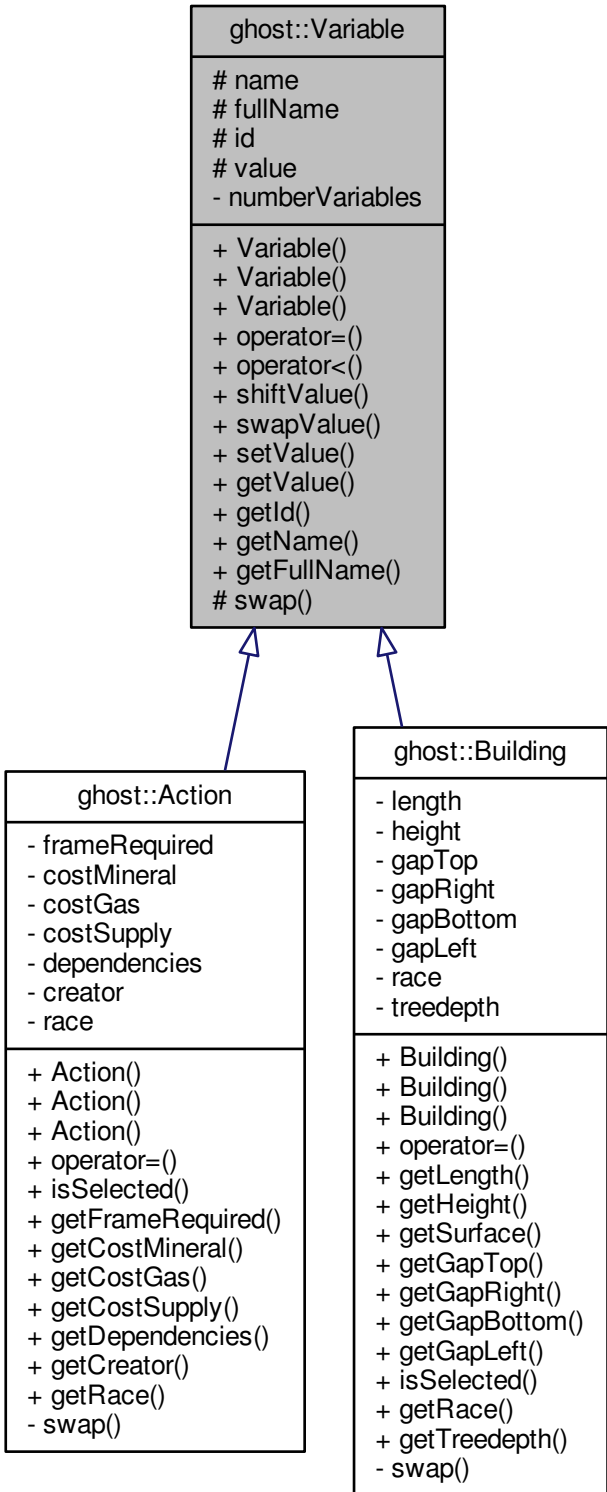 ghost::Variable
# name
# fullName
# id
# value
- numberVariables
+ Variable()
+ Variable()
+ Variable()
+ operator=()
+ operator<()
+ shiftValue()
+ swapValue()
+ setValue()
+ getValue()
+ getId()
+ getName()
+ getFullName()
# swap()
ghost::Action
- frameRequired
- costMineral
- costGas
- costSupply
- dependencies
- creator
- race
+ Action()
+ Action()
+ Action()
+ operator=()
+ isSelected()
+ getFrameRequired()
+ getCostMineral()
+ getCostGas()
+ getCostSupply()
+ getDependencies()
+ getCreator()
+ getRace()
- swap()
ghost::Building
- length
- height
- gapTop
- gapRight
- gapBottom
- gapLeft
- race
- treedepth
+ Building()
+ Building()
+ Building()
+ operator=()
+ getLength()
+ getHeight()
+ getSurface()
+ getGapTop()
+ getGapRight()
+ getGapBottom()
+ getGapLeft()
+ isSelected()
+ getRace()
+ getTreedepth()
- swap()